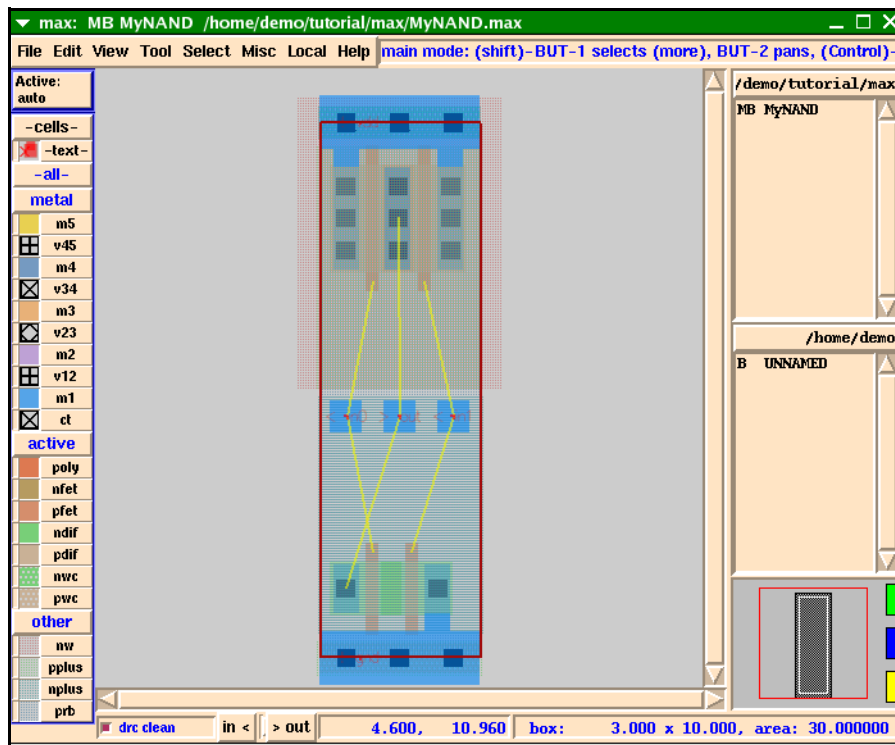 max: MB MyNAND /home/demo/tutorial/max/MyNAND.max
File Edit View Tool Select Misc Local Help main mode: (shift)-BUT-1 selects (more), BUT-2 pans, (Control)-
Active:
auto
/demo/tutorial/max
MB MyNAND
-cells-
-text-
-all-
metal
m5
v45
m4
v34
m3
v23
m2
v12
m1
ct
/home/demo
B UNNAMED
active
poly
nfet
pfet
ndif
pdif
nwc
pwc
other
nw
pplus
nplus
prb
drc clean
in < > out
4.600, 10.960
box: 3.000 x 10.000, area: 30.000000